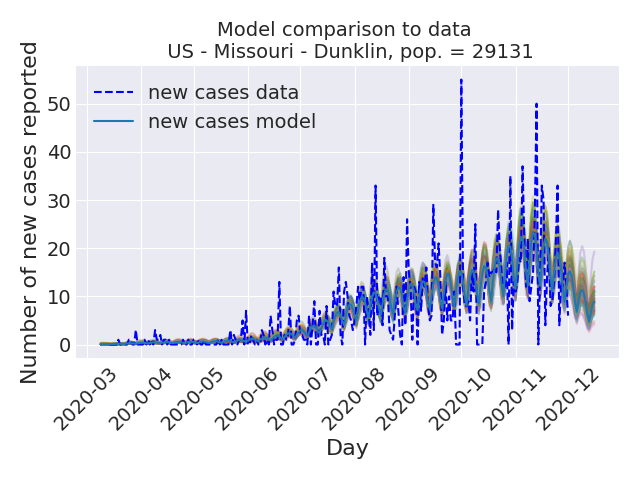 Model comparison to data
US - Missouri - Dunklin, pop. = 29131
Number of new cases reported
50
40
30
20
10
0
new cases data
new cases model
2020-03
2020-04
2020-05
2020-06
2020-07
2020-08
2020-09
2020-10
2020-11
2020-12
Day